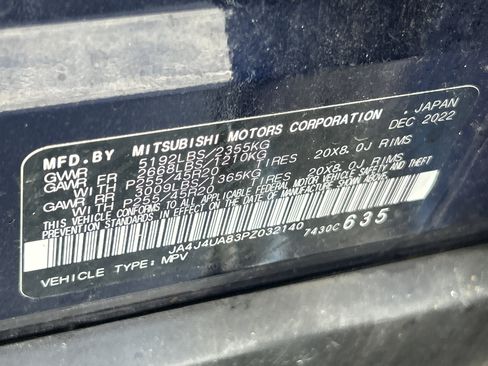 MFD.BY MITSUBISHI MOTORS CORPORATION JAPAN
DEC 2022
GVWR 5192LBS/2355KG
GAWR FR 2668LBS/1210KG
WITH P255/45R20 TIRES 20X8.0J RIMS
GAWR RR 3009LBS/1365KG
WITH P255/45R20 TIRES 20X8.0J RIMS
THIS VEHICLE CONFORMS TO ALL APPLICABLE FEDERAL MOTOR VEHICLE SAFETY, BUMPER AND THEFT
PREVENTION STANDARDS IN EFFECT ON THE DATE OF MANUFACTURE SHOWN ABOVE.
JA4J4UA83PZ032140
7430C 635
VEHICLE TYPE: MPV